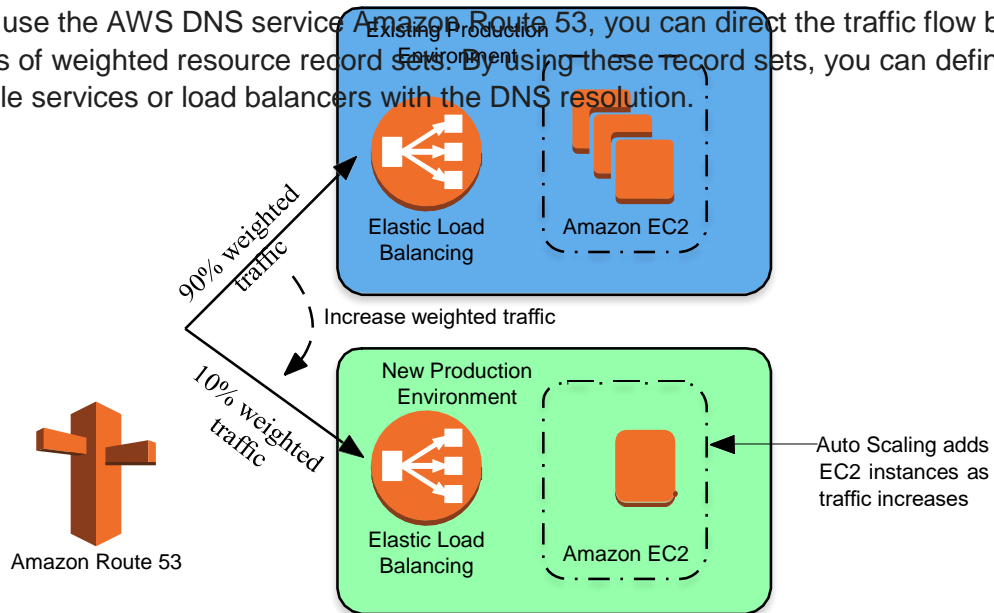 use the AWS DNS service Amazon Route 53, you can direct the traffic flow b
s of weighted resource record sets. By using these record sets, you can defin
le services or load balancers with the DNS resolution.
Existing Production
Environment
Elastic Load
Balancing
Amazon EC2
90% weighted
traffic
Increase weighted traffic
10% weighted
traffic
New Production
Environment
Elastic Load
Balancing
Amazon EC2
Auto Scaling adds
EC2 instances as
traffic increases
Amazon Route 53